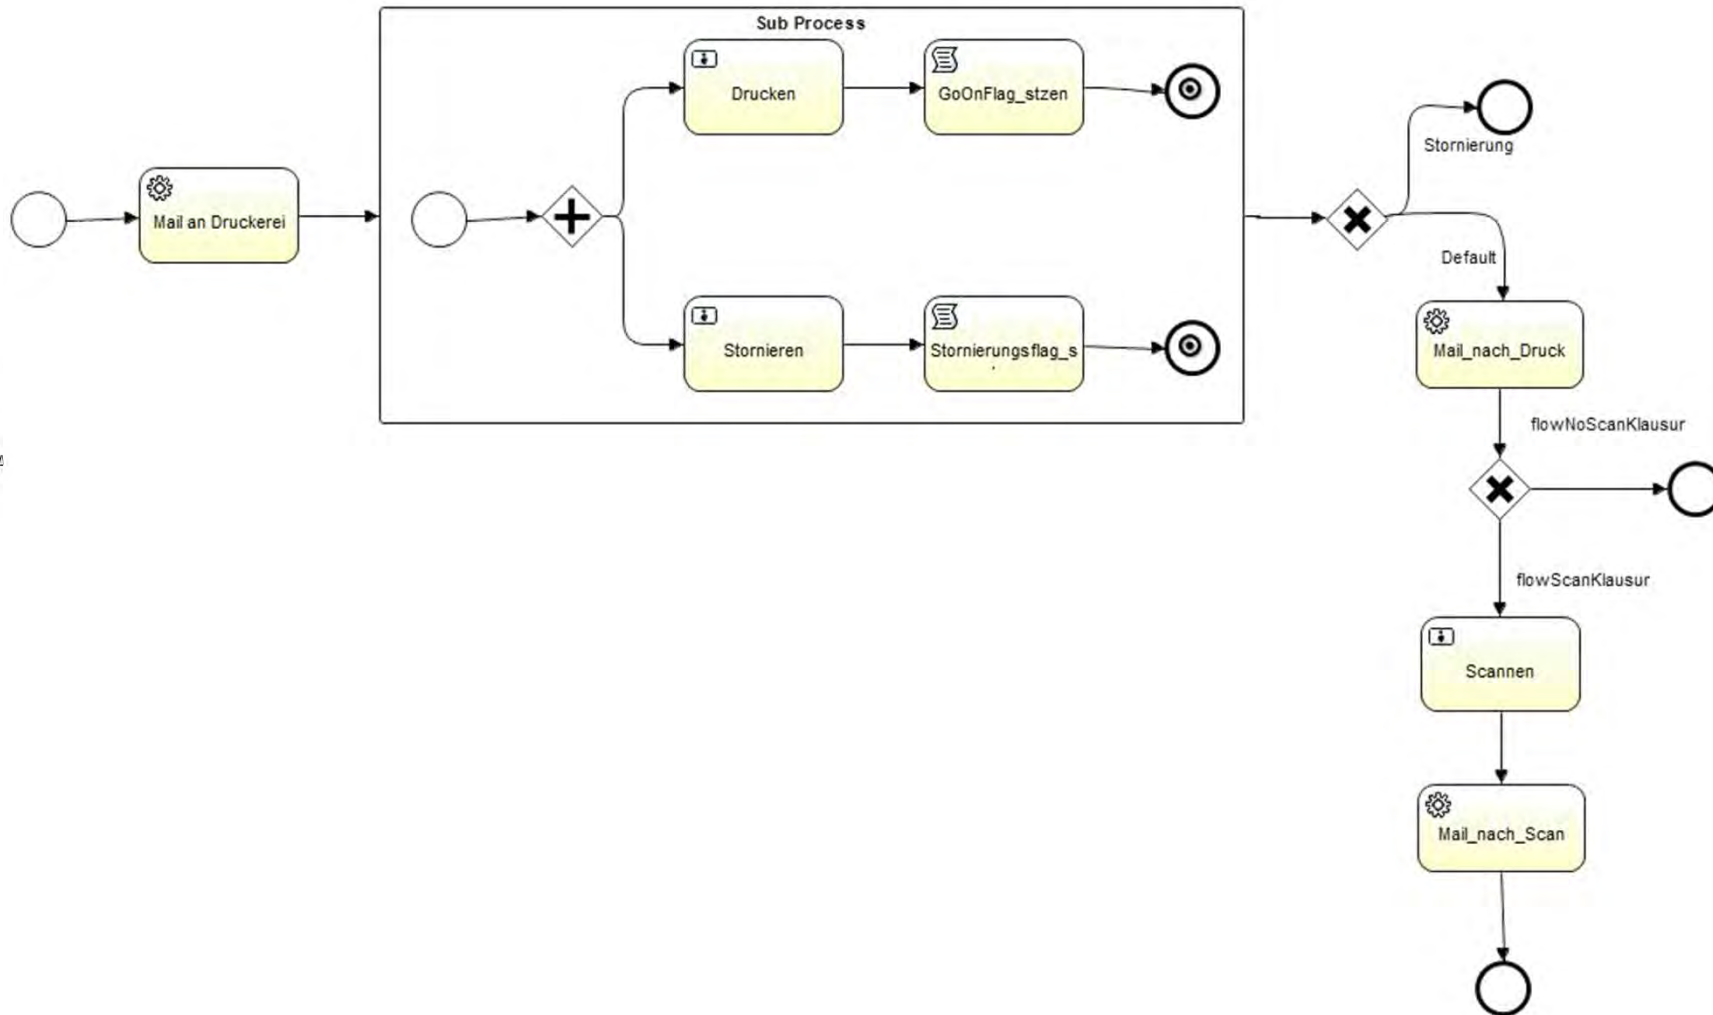 Sub Process
Drucken
GoOnFlag_stzen
Stornierung
Mail an Druckerei
Default
Stornieren
Stornierungsflag_s
Mail_nach_Druck
flowNoScanKlausur
flowScanKlausur
Scannen
Mail_nach_Scan